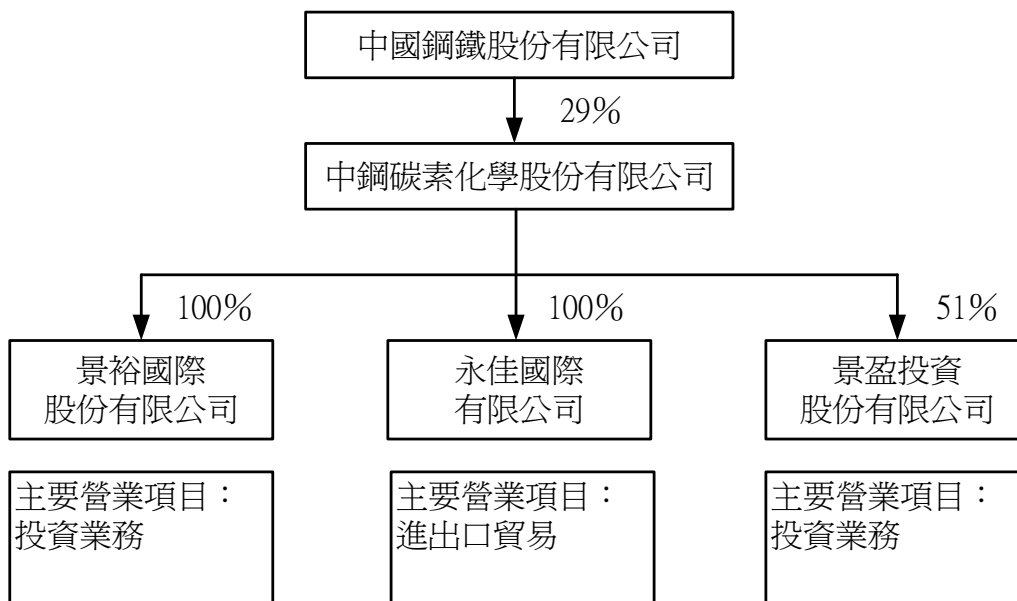 中國鋼鐵股份有限公司
29%
中鋼碳素化學股份有限公司
100%
100%
51%
景裕國際
股份有限公司
永佳國際
有限公司
景盈投資
股份有限公司
主要營業項目：
投資業務
主要營業項目：
進出口貿易
主要營業項目：
投資業務